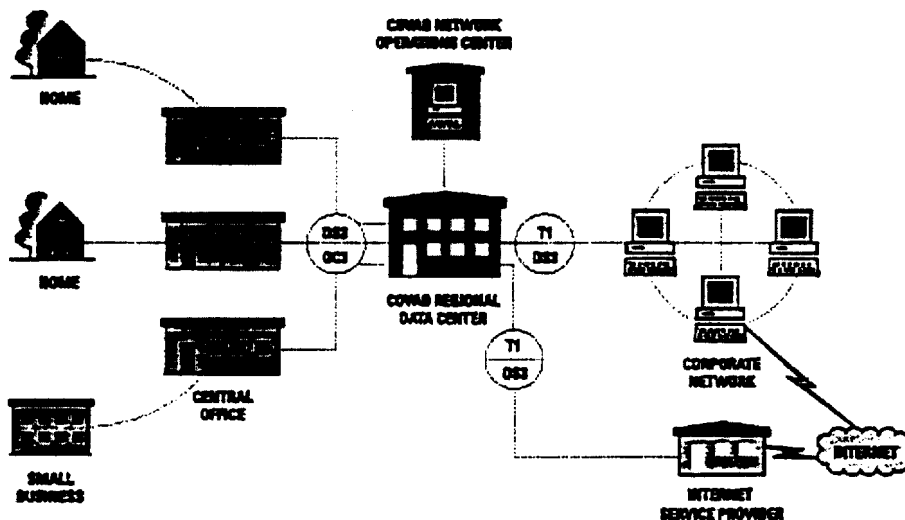 COVAD NETWORK
OPERATIONS CENTER
HOME
HOME
DS3
OC3
T1
DS3
COVAD REGIONAL
DATA CENTER
T1
DS3
CORPORATE
NETWORK
CENTRAL
OFFICE
SMALL
BUSINESS
INTERNET
INTERNET
SERVICE PROVIDER